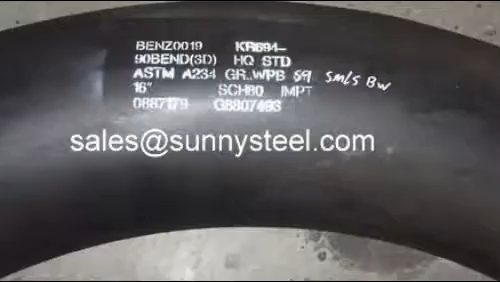 BENZ0019 KR694-
90BEND(3D) HQ STD
ASTM A234 GR..WPB 59 smls Bw
16" SCH80 IMPT
0887179 G8807493
sales@sunnysteel.com